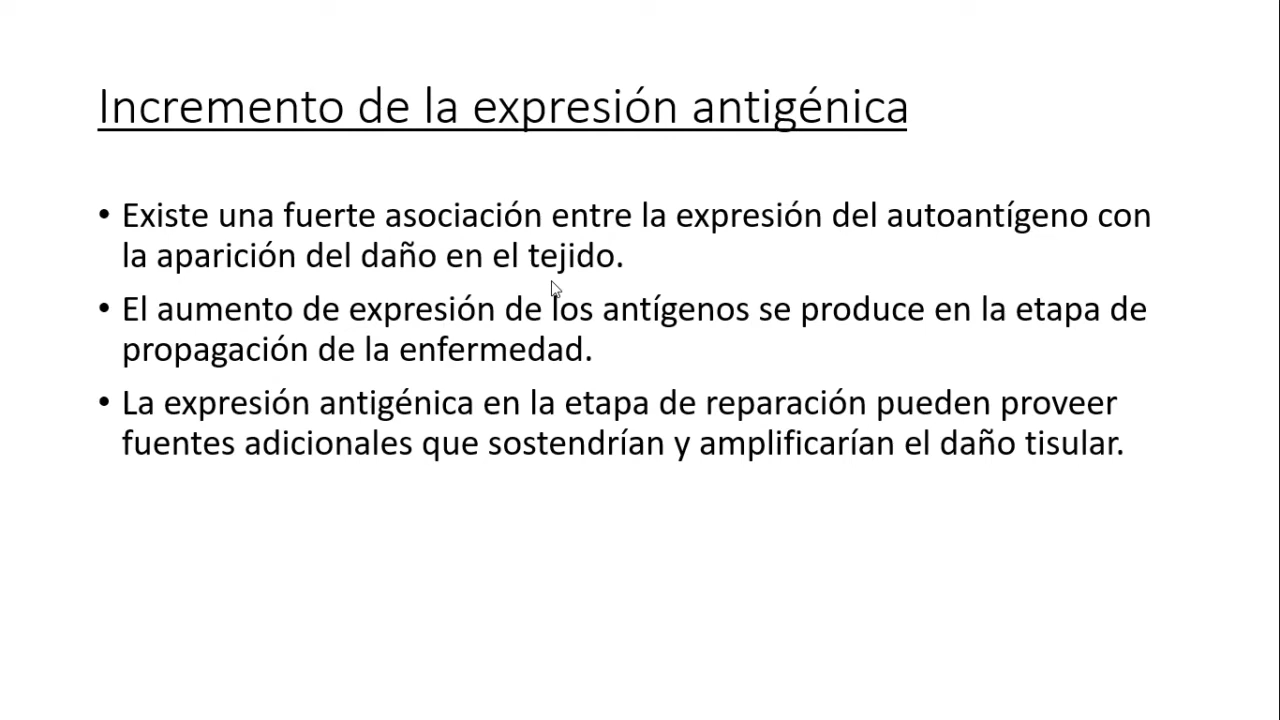 Incremento de la expresión antigénica
• Existe una fuerte asociación entre la expresión del autoantígeno con
la aparición del daño en el tejido.
• El aumento de expresión de los antígenos se produce en la etapa de
propagación de la enfermedad.
• La expresión antigénica en la etapa de reparación pueden proveer
fuentes adicionales que sostendrían y amplificarían el daño tisular.